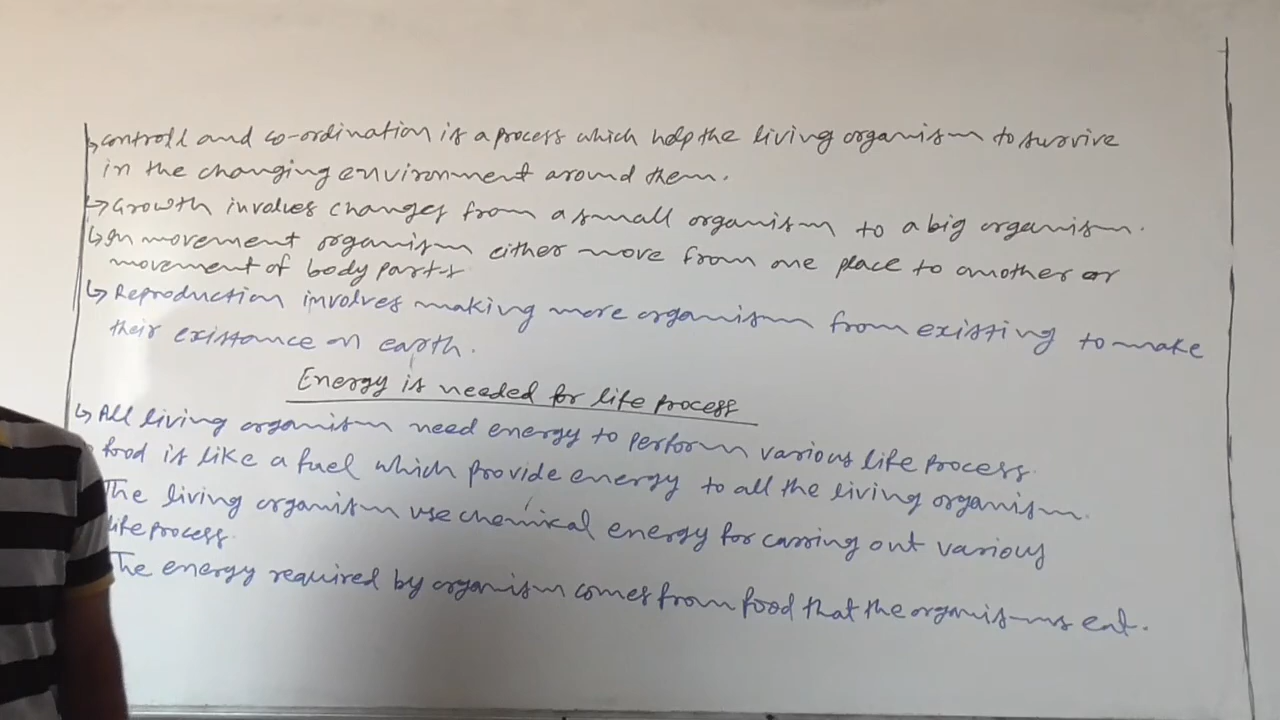 ↳ controll and co-ordination is a process which help the living organism to survive
in the changing environment around them.
↳ Growth involves changes from a small organism to a big organism.
↳ In movement organism either move from one place to another or
movement of body parts
↳ Reproduction involves making more organism from existing to make
their existance on earth.
Energy is needed for life process
↳ All living organism need energy to perform various life process.
food is like a fuel which provide energy to all the living organism.
The living organism use chemical energy for carring out various
life process.
The energy required by organism comes from food that the organisms eat.